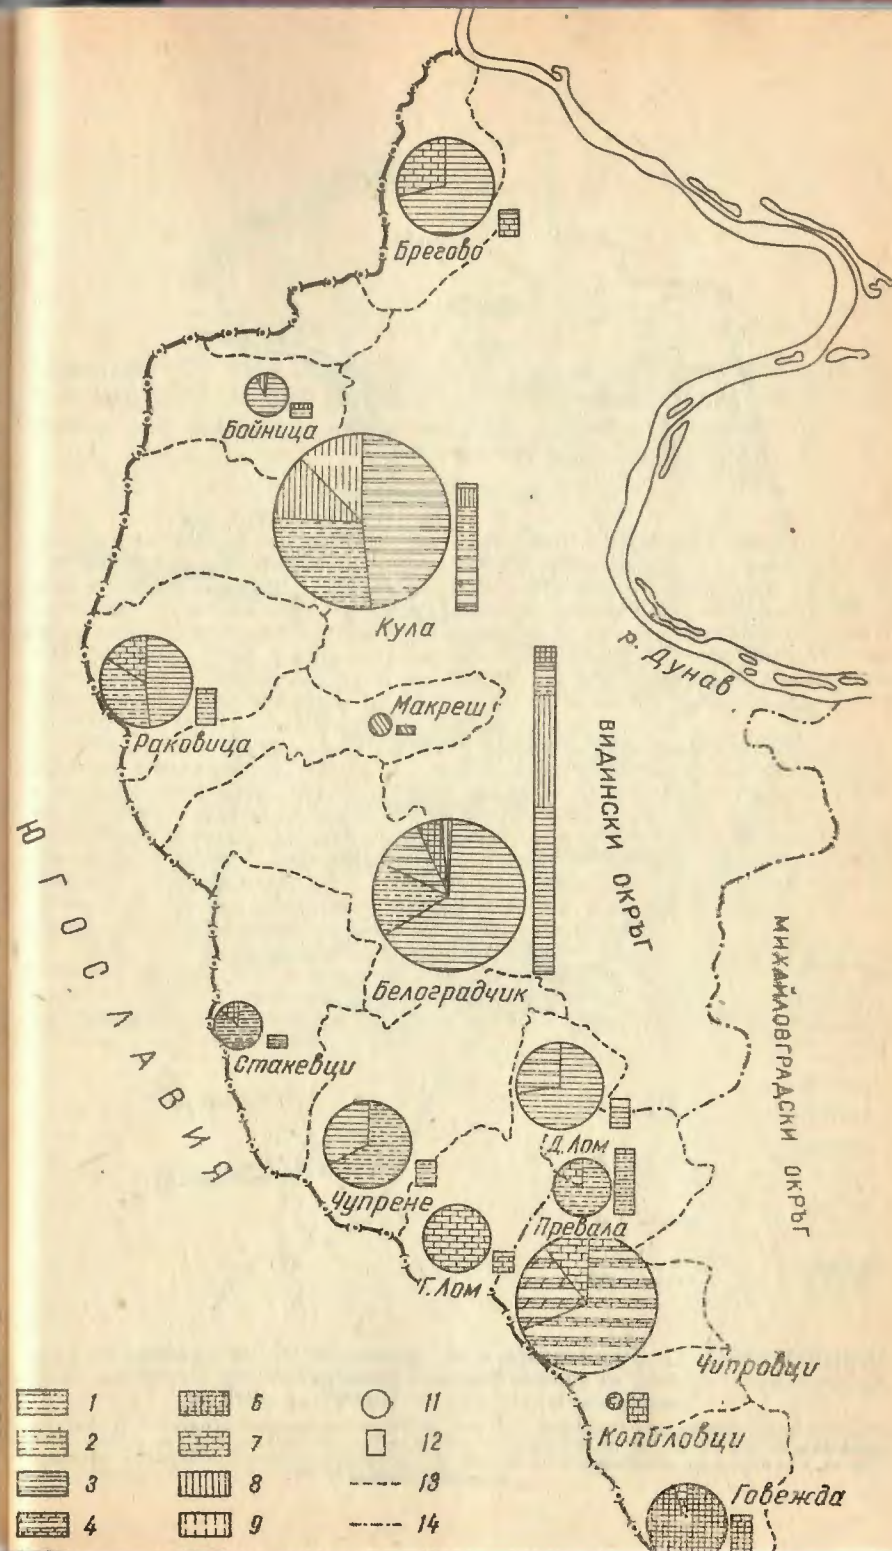 Брегово
Бойница
Кула
р. Дунав
Макреш
Раковица
ВИДИНСКИ ОКРЪГ
ЮГОСЛАВИЯ
Белоградчик
МИХАЙЛОВГРАДСКИ ОКРЪГ
Стакевци
Д. Лом
Чупрене
Превала
Г. Лом
Чипровци
Копиловци
Говежда
1 6 11
2 7 12
3 8 13
4 9 14